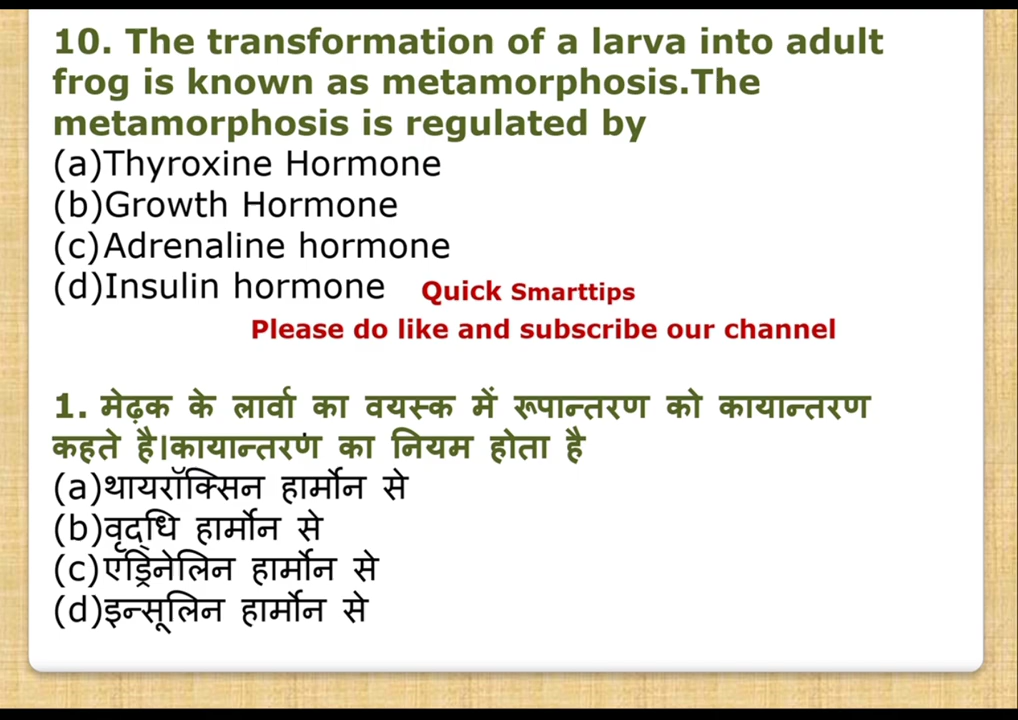 10. The transformation of a larva into adult
frog is known as metamorphosis.The
metamorphosis is regulated by
(a)Thyroxine Hormone
(b)Growth Hormone
(c)Adrenaline hormone
(d)Insulin hormone Quick Smarttips
Please do like and subscribe our channel
1. मेढ़क के लार्वा का वयस्क में रूपान्तरण को कायान्तरण
कहते है।कायान्तरण का नियम होता है
(a)थायरॉक्सिन हार्मोन से
(b)वृद्धि हार्मोन से
(c)एड्रिनेलिन हार्मोन से
(d)इन्सूलिन हार्मोन से